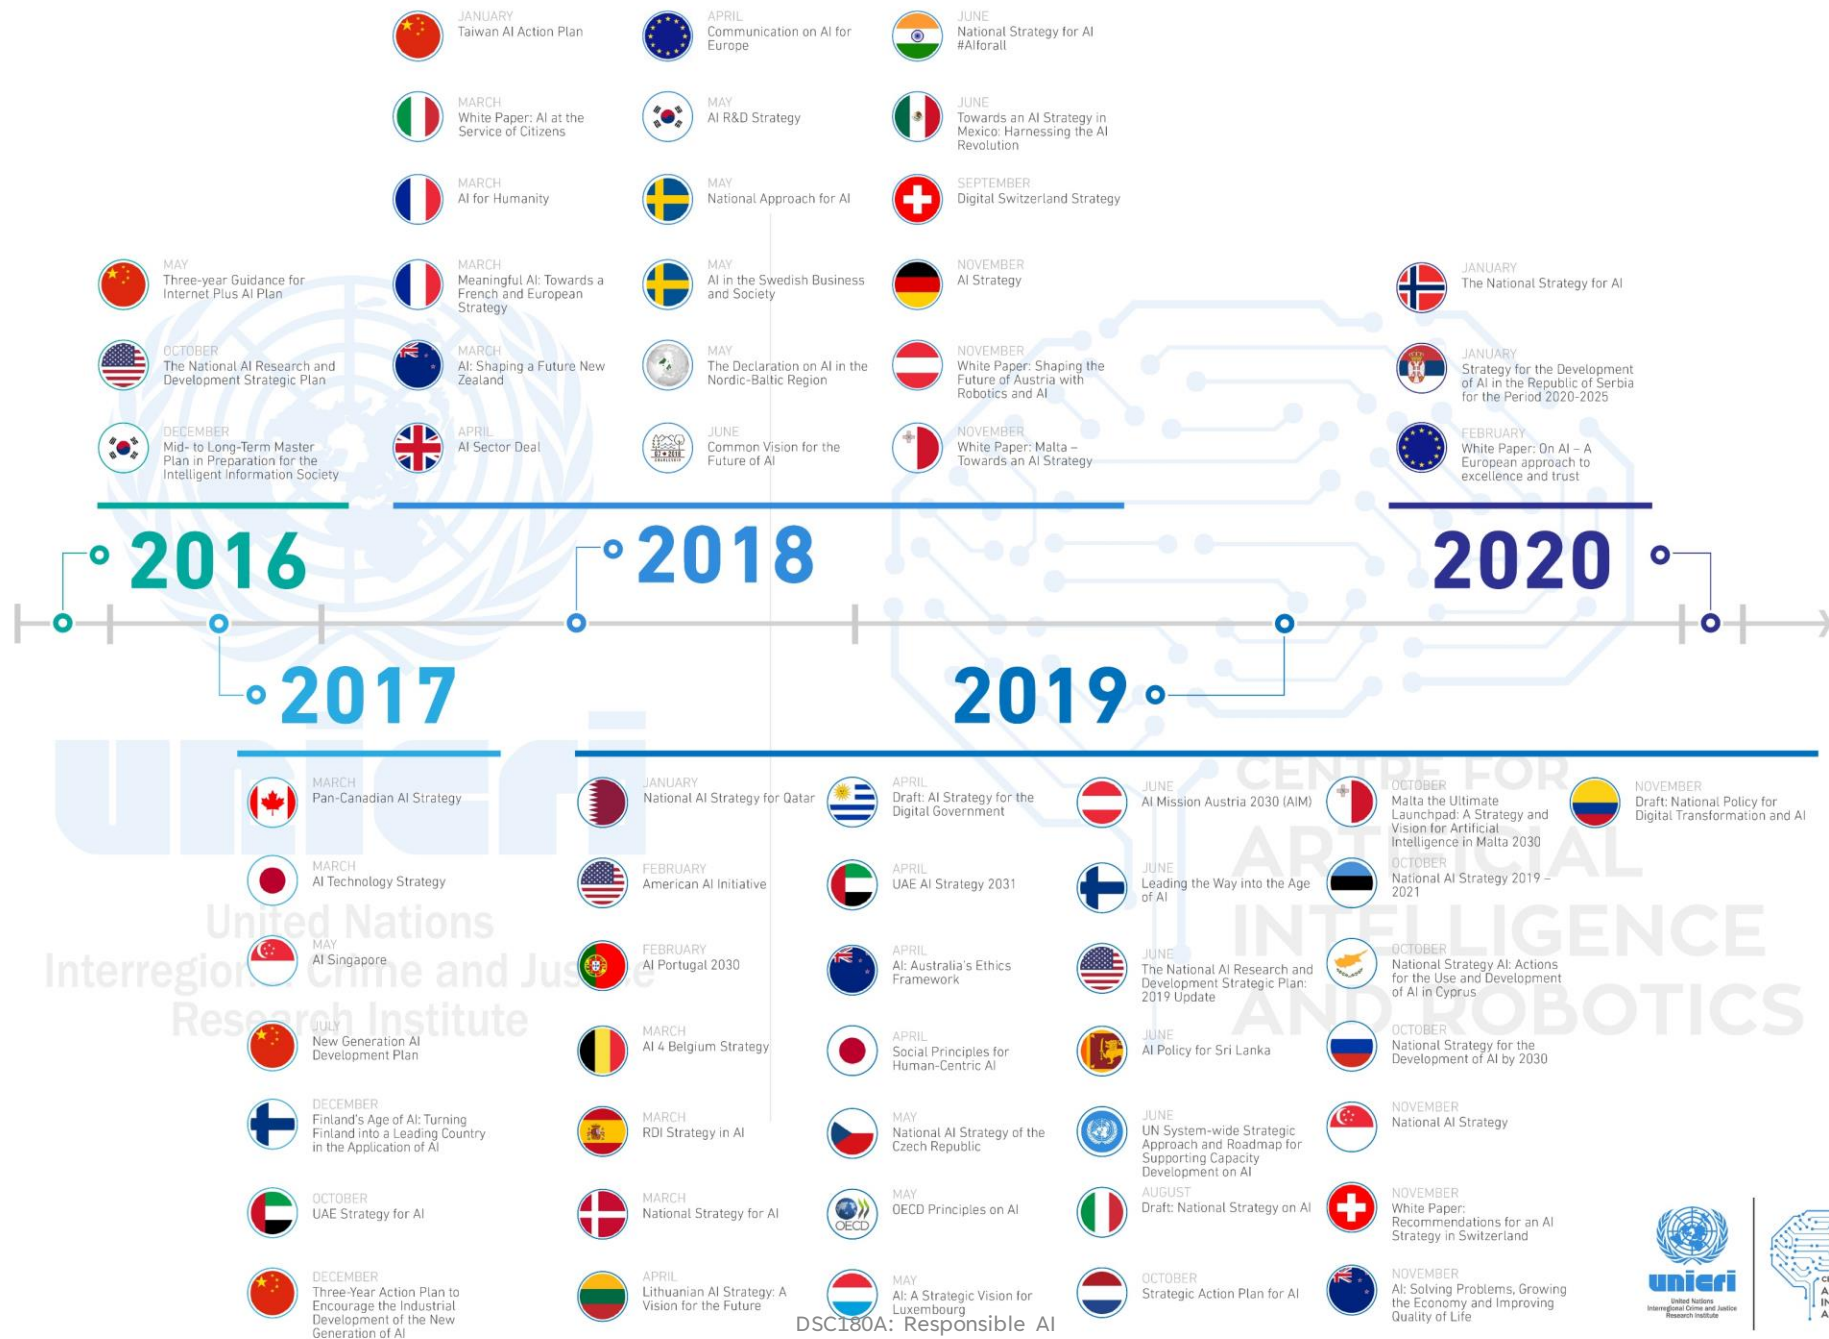 JANUARY
Taiwan AI Action Plan
MARCH
White Paper: AI at the
Service of Citizens
MARCH
AI for Humanity
MARCH
Meaningful AI: Towards a
French and European
Strategy
MARCH
AI: Shaping a Future New
Zealand
APRIL
AI Sector Deal
APRIL
Communication on AI for
Europe
MAY
AI R&D Strategy
MAY
National Approach for AI
MAY
AI in the Swedish Business
and Society
MAY
The Declaration on AI in the
Nordic-Baltic Region
JUNE
Common Vision for the
Future of AI
JUNE
National Strategy for AI
#AIforall
JUNE
Towards an AI Strategy in
Mexico: Harnessing the AI
Revolution
SEPTEMBER
Digital Switzerland Strategy
NOVEMBER
AI Strategy
NOVEMBER
White Paper: Shaping the
Future of Austria with
Robotics and AI
NOVEMBER
White Paper: Malta –
Towards an AI Strategy
MAY
Three-year Guidance for
Internet Plus AI Plan
OCTOBER
The National AI Research and
Development Strategic Plan
DECEMBER
Mid- to Long-Term Master
Plan in Preparation for the
Intelligent Information Society
JANUARY
The National Strategy for AI
JANUARY
Strategy for the Development
of AI in the Republic of Serbia
for the Period 2020-2025
FEBRUARY
White Paper: On AI – A
European approach to
excellence and trust
2016
2018
2020
2017
2019
MARCH
Pan-Canadian AI Strategy
MARCH
AI Technology Strategy
MAY
AI Singapore
JULY
New Generation AI
Development Plan
DECEMBER
Finland's Age of AI: Turning
Finland into a Leading Country
in the Application of AI
OCTOBER
UAE Strategy for AI
DECEMBER
Three-Year Action Plan to
Encourage the Industrial
Development of the New
Generation of AI
JANUARY
National AI Strategy for Qatar
FEBRUARY
American AI Initiative
FEBRUARY
AI Portugal 2030
MARCH
AI 4 Belgium Strategy
MARCH
RDI Strategy in AI
MARCH
National Strategy for AI
APRIL
Lithuanian AI Strategy: A
Vision for the Future
APRIL
Draft: AI Strategy for the
Digital Government
APRIL
UAE AI Strategy 2031
APRIL
AI: Australia's Ethics
Framework
APRIL
Social Principles for
Human-Centric AI
MAY
National AI Strategy of the
Czech Republic
MAY
OECD Principles on AI
OECD
MAY
AI: A Strategic Vision for
Luxembourg
JUNE
AI Mission Austria 2030 (AIM)
JUNE
Leading the Way into the Age
of AI
JUNE
The National AI Research and
Development Strategic Plan:
2019 Update
JUNE
AI Policy for Sri Lanka
JUNE
UN System-wide Strategic
Approach and Roadmap for
Supporting Capacity
Development on AI
AUGUST
Draft: National Strategy on AI
OCTOBER
Strategic Action Plan for AI
OCTOBER
Malta the Ultimate
Launchpad: A Strategy and
Vision for Artificial
Intelligence in Malta 2030
OCTOBER
National AI Strategy 2019 –
2021
OCTOBER
National Strategy AI: Actions
for the Use and Development
of AI in Cyprus
OCTOBER
National Strategy for the
Development of AI by 2030
NOVEMBER
National AI Strategy
NOVEMBER
White Paper:
Recommendations for an AI
Strategy in Switzerland
NOVEMBER
AI: Solving Problems, Growing
the Economy and Improving
Quality of Life
NOVEMBER
Draft: National Policy for
Digital Transformation and AI
unicri
United Nations
Interregional Crime and Justice
Research Institute
CENTRE FOR
ARTIFICIAL
INTELLIGENCE
AND ROBOTICS
unicri
United Nations
Interregional Crime and Justice
Research Institute
DSC180A: Responsible AI